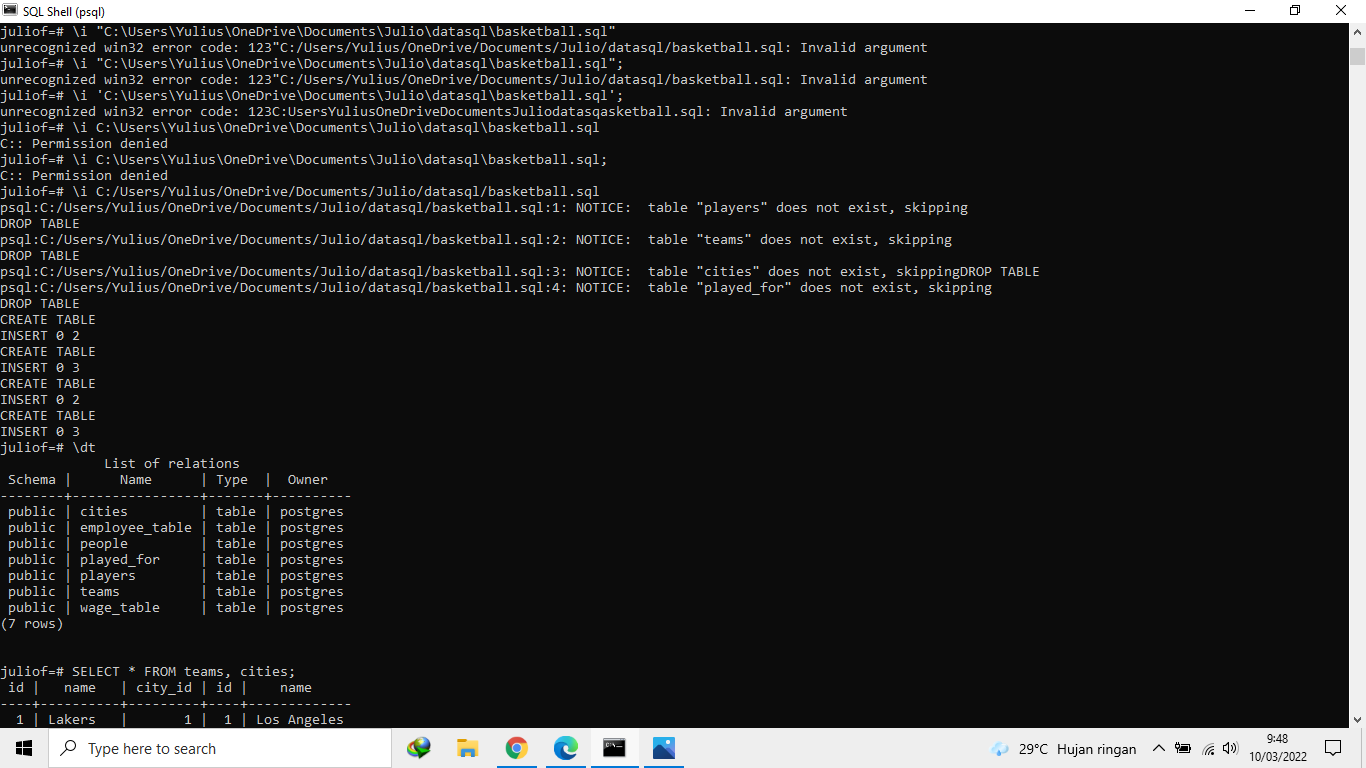 SQL Shell (psql)
juliof=# \i "C:\Users\Yulius\OneDrive\Documents\Julio\datasql\basketball.sql"
unrecognized win32 error code: 123"C:/Users/Yulius/OneDrive/Documents/Julio/datasql/basketball.sql: Invalid argument
juliof=# \i "C:\Users\Yulius\OneDrive\Documents\Julio\datasql\basketball.sql";
unrecognized win32 error code: 123"C:/Users/Yulius/OneDrive/Documents/Julio/datasql/basketball.sql: Invalid argument
juliof=# \i 'C:\Users\Yulius\OneDrive\Documents\Julio\datasql\basketball.sql';
unrecognized win32 error code: 123C:UsersYuliusOneDriveDocumentsJuliodatasqasketball.sql: Invalid argument
juliof=# \i C:\Users\Yulius\OneDrive\Documents\Julio\datasql\basketball.sql
C:: Permission denied
juliof=# \i C:\Users\Yulius\OneDrive\Documents\Julio\datasql\basketball.sql;
C:: Permission denied
juliof=# \i C:/Users/Yulius/OneDrive/Documents/Julio/datasql/basketball.sql
psql:C:/Users/Yulius/OneDrive/Documents/Julio/datasql/basketball.sql:1: NOTICE:  table "players" does not exist, skipping
DROP TABLE
psql:C:/Users/Yulius/OneDrive/Documents/Julio/datasql/basketball.sql:2: NOTICE:  table "teams" does not exist, skipping
DROP TABLE
psql:C:/Users/Yulius/OneDrive/Documents/Julio/datasql/basketball.sql:3: NOTICE:  table "cities" does not exist, skippingDROP TABLE
psql:C:/Users/Yulius/OneDrive/Documents/Julio/datasql/basketball.sql:4: NOTICE:  table "played_for" does not exist, skipping
DROP TABLE
CREATE TABLE
INSERT 0 2
CREATE TABLE
INSERT 0 3
CREATE TABLE
INSERT 0 2
CREATE TABLE
INSERT 0 3
juliof=# \dt
             List of relations
 Schema |      Name      | Type  |  Owner
--------+----------------+-------+----------
 public | cities         | table | postgres
 public | employee_table | table | postgres
 public | people         | table | postgres
 public | played_for     | table | postgres
 public | players        | table | postgres
 public | teams          | table | postgres
 public | wage_table     | table | postgres
(7 rows)
juliof=# SELECT * FROM teams, cities;
 id |   name   | city_id | id |    name
----+----------+---------+----+-------------
  1 | Lakers   |       1 |  1 | Los Angeles
Type here to search
29°C Hujan ringan
9:48
10/03/2022